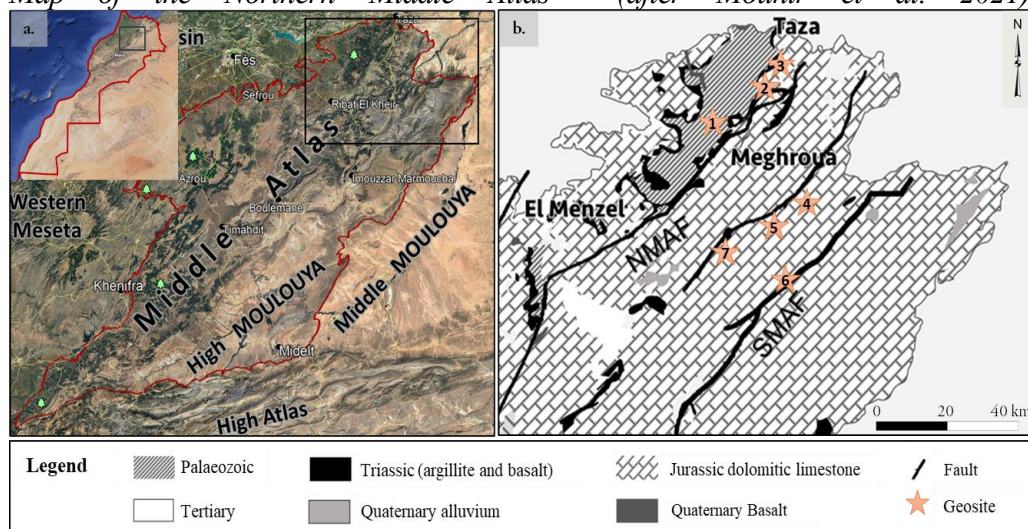 Map of the Northern Middle Atlas (after Mounir et al. 2021)
a.
sin
Taza
Fes
Sefrou
Ribat El Kheir
Azrou
Imouzzar Marmoucha
Western
Meseta
Boulemane
Timahdit
Middle Atlas
Khenifra
High MOULOUYA
Middle MOULOUYA
Midelt
High Atlas
b.
Taza
N
3
2
1
Meghroua
El Menzel
4
5
NMAF
7
6
SMAF
0 20 40 km
Legend
Palaeozoic
Triassic (argillite and basalt)
Jurassic dolomitic limestone
Fault
Tertiary
Quaternary alluvium
Quaternary Basalt
Geosite